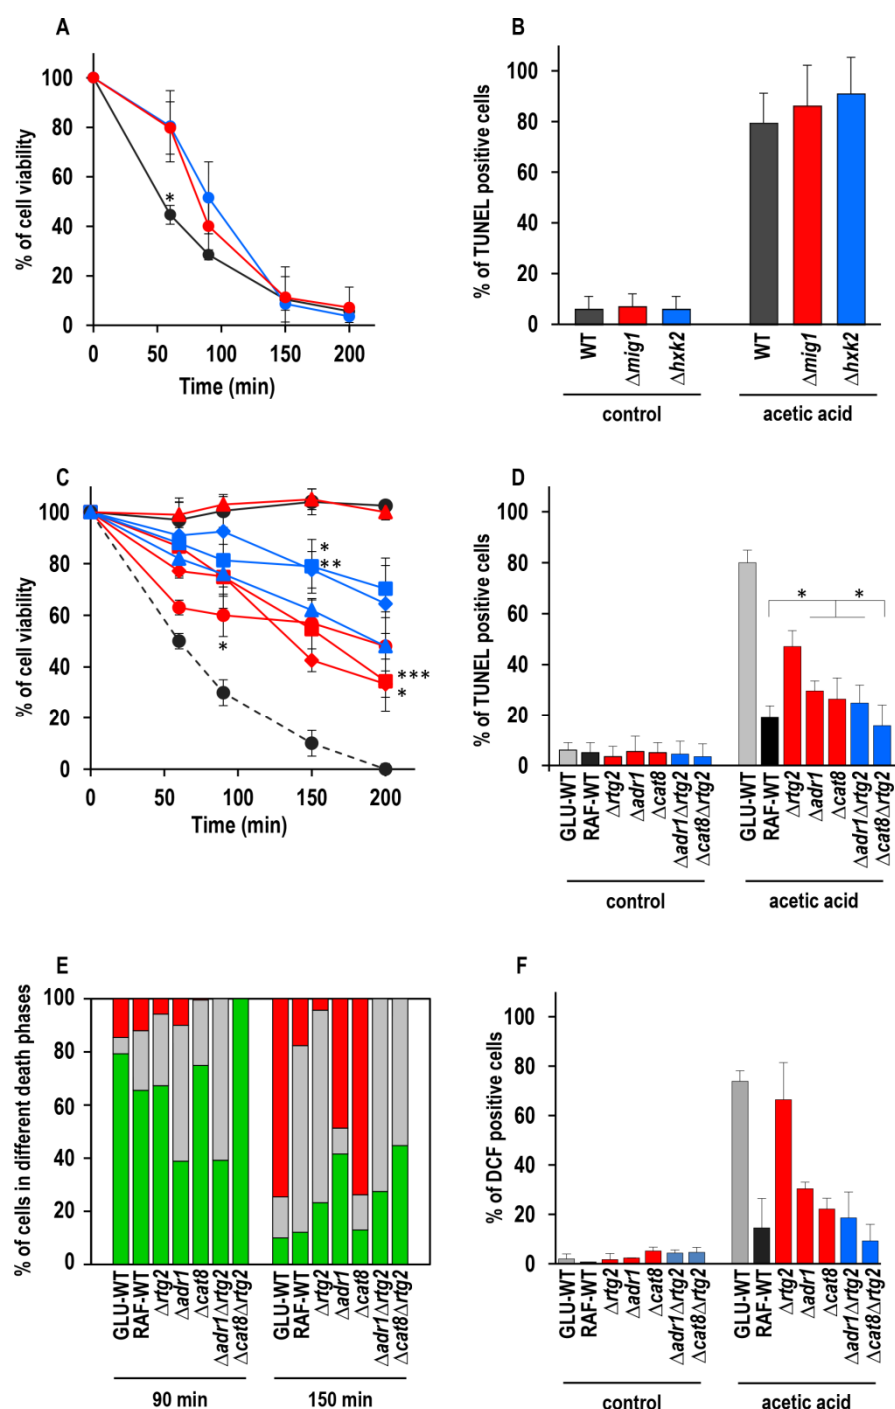 A
% of cell viability
100
80
60
40
20
0
*
0
50
100
150
200
Time (min)
B
% of TUNEL positive cells
100
80
60
40
20
0
WT
Δmig1
Δhxk2
WT
Δmig1
Δhxk2
control
acetic acid
C
% of cell viability
100
80
60
40
20
0
*
**
*
***
*
0
50
100
150
200
Time (min)
D
% of TUNEL positive cells
100
80
60
40
20
0
*
*
GLU-WT
RAF-WT
Δrtg2
Δadr1
Δcat8
Δadr1Δrtg2
Δcat8Δrtg2
GLU-WT
RAF-WT
Δrtg2
Δadr1
Δcat8
Δadr1Δrtg2
Δcat8Δrtg2
control
acetic acid
E
% of cells in different death phases
100
80
60
40
20
0
GLU-WT
RAF-WT
Δrtg2
Δadr1
Δcat8
Δadr1Δrtg2
Δcat8Δrtg2
GLU-WT
RAF-WT
Δrtg2
Δadr1
Δcat8
Δadr1Δrtg2
Δcat8Δrtg2
90 min
150 min
F
% of DCF positive cells
100
80
60
40
20
0
GLU-WT
RAF-WT
Δrtg2
Δadr1
Δcat8
Δadr1Δrtg2
Δcat8Δrtg2
GLU-WT
RAF-WT
Δrtg2
Δadr1
Δcat8
Δadr1Δrtg2
Δcat8Δrtg2
control
acetic acid